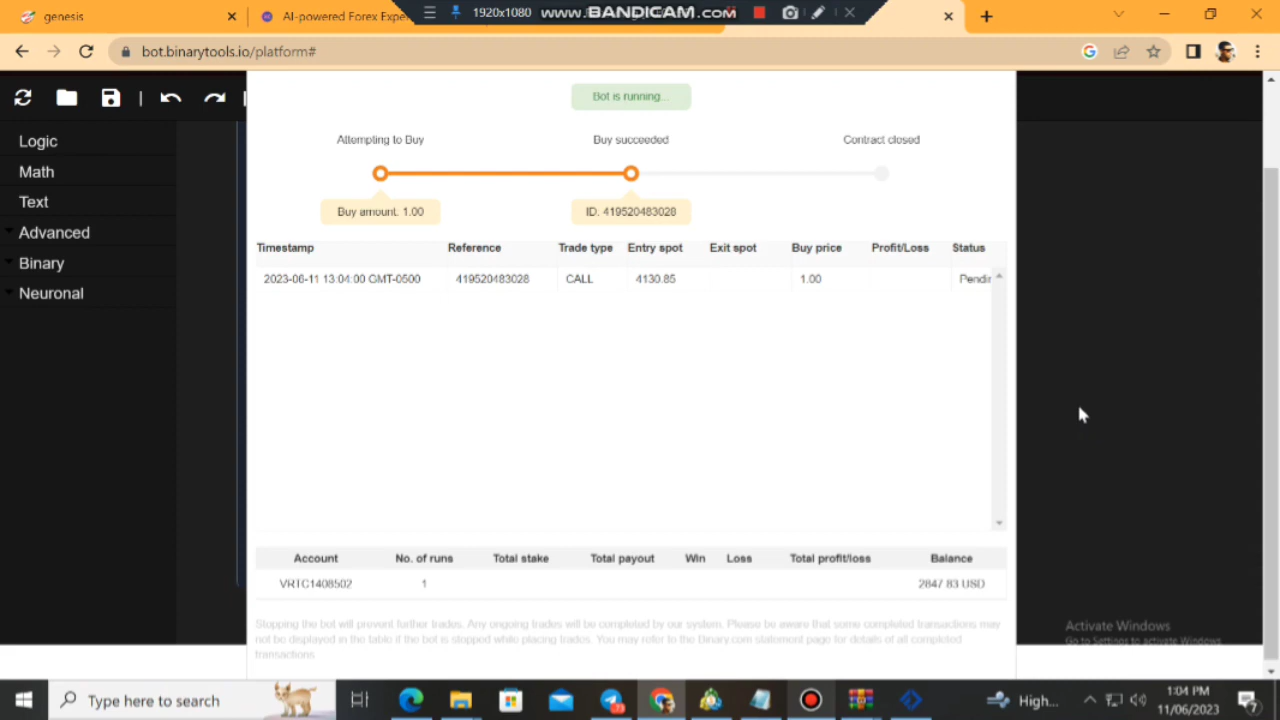 genesis
AI-powered Forex Exper
1920x1080
www.BANDICAM.com
bot.binarytools.io/platform#
Bot is running...
Logic
Math
Text
Advanced
Binary
Neuronal
Attempting to Buy
Buy succeeded
Contract closed
Buy amount: 1.00
ID: 419520483028
Timestamp Reference Trade type Entry spot Exit spot Buy price Profit/Loss Status
2023-06-11 13:04:00 GMT-0500 419520483028 CALL 4130.85 1.00 Pendin
Account No. of runs Total stake Total payout Win Loss Total profit/loss Balance
VRTC1408502 1 2847.83 USD
Stopping the bot will prevent further trades. Any ongoing trades will be completed by our system. Please be aware that some completed transactions may
not be displayed in the table if the bot is stopped while placing trades. You may refer to the Binary.com statement page for details of all completed
transactions.
Activate Windows
Go to Settings to activate Windows.
Type here to search
High...
1:04 PM
11/06/2023
7